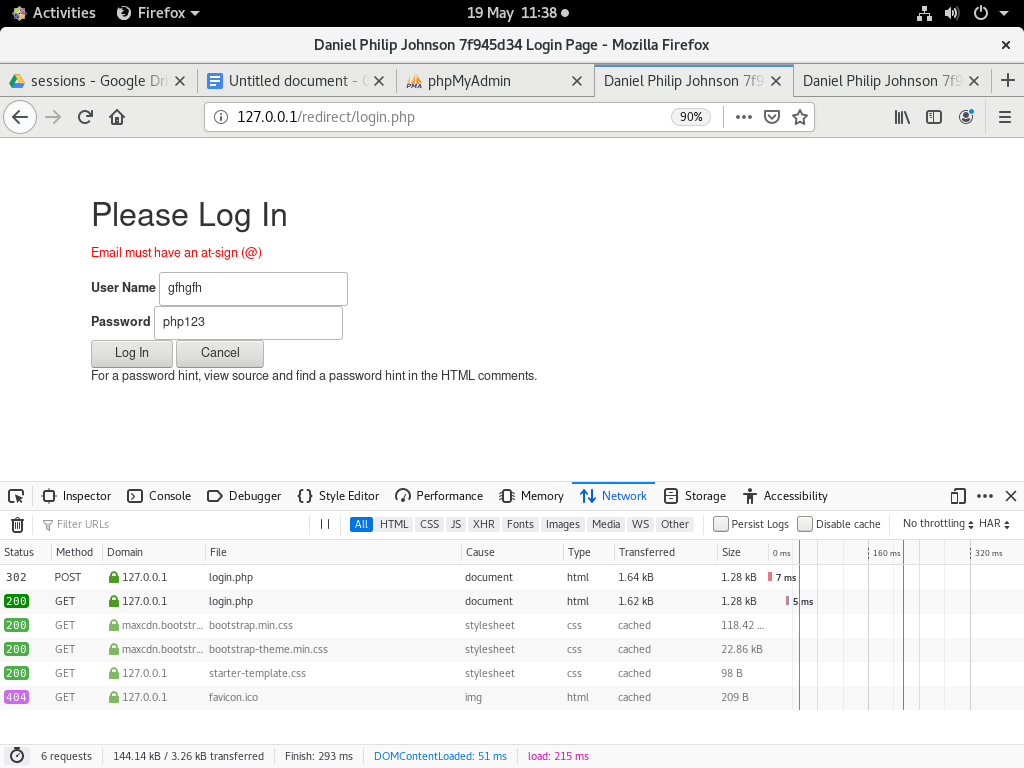 Activities Firefox 19 May 11:38
Daniel Philip Johnson 7f945d34 Login Page - Mozilla Firefox
sessions - Google Dri Untitled document - G PMA phpMyAdmin Daniel Philip Johnson 7f9 Daniel Philip Johnson 7f9
127.0.0.1/redirect/login.php 90%
Please Log In
Email must have an at-sign (@)
User Name gfhgfh
Password php123
Log In Cancel
For a password hint, view source and find a password hint in the HTML comments.
Inspector Console Debugger Style Editor Performance Memory Network Storage Accessibility
Filter URLs All HTML CSS JS XHR Fonts Images Media WS Other Persist Logs Disable cache No throttling HAR
Status Method Domain File Cause Type Transferred Size 0 ms 160 ms 320 ms
302 POST 127.0.0.1 login.php document html 1.64 kB 1.28 kB 7 ms
200 GET 127.0.0.1 login.php document html 1.62 kB 1.28 kB 5 ms
200 GET maxcdn.bootstr... bootstrap.min.css stylesheet css cached 118.42 ...
200 GET maxcdn.bootstr... bootstrap-theme.min.css stylesheet css cached 22.86 kB
200 GET 127.0.0.1 starter-template.css stylesheet css cached 98 B
404 GET 127.0.0.1 favicon.ico img html cached 209 B
6 requests 144.14 kB / 3.26 kB transferred Finish: 293 ms DOMContentLoaded: 51 ms load: 215 ms